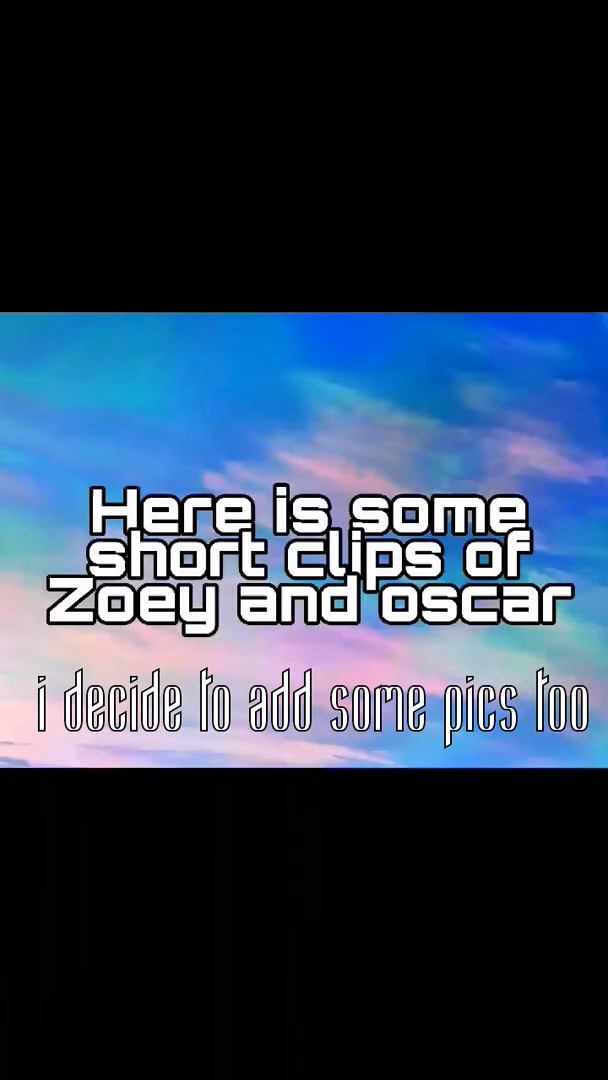 Here is some
short clips of
Zoey and oscar
i decide to add some pics too